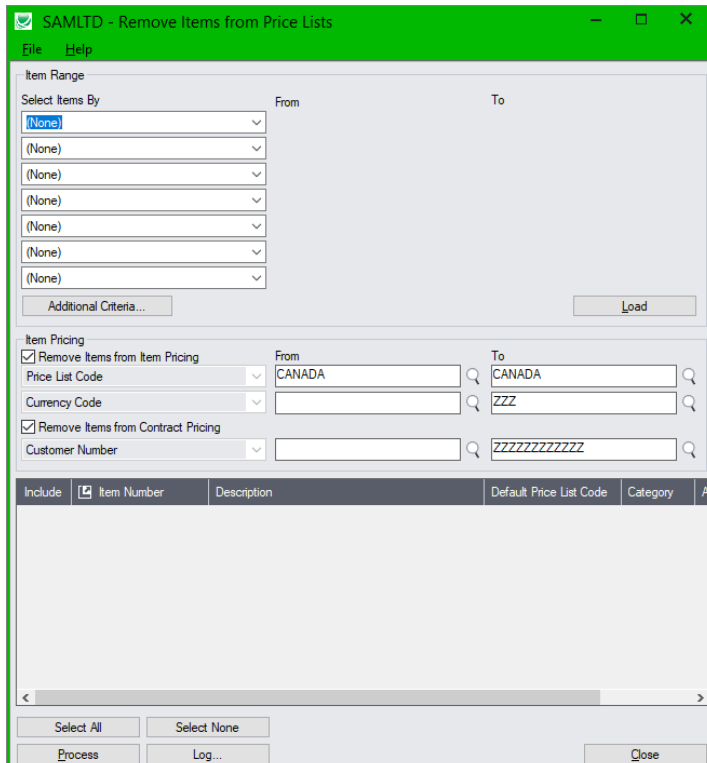 SAMLTD - Remove Items from Price Lists
File Help
Item Range
Select Items By From To
(None)
(None)
(None)
(None)
(None)
(None)
(None)
Additional Criteria... Load
Item Pricing
Remove Items from Item Pricing From To
Price List Code CANADA CANADA
Currency Code ZZZ
Remove Items from Contract Pricing
Customer Number ZZZZZZZZZZZZ
Include Item Number Description Default Price List Code Category A
Select All Select None
Process Log... Close